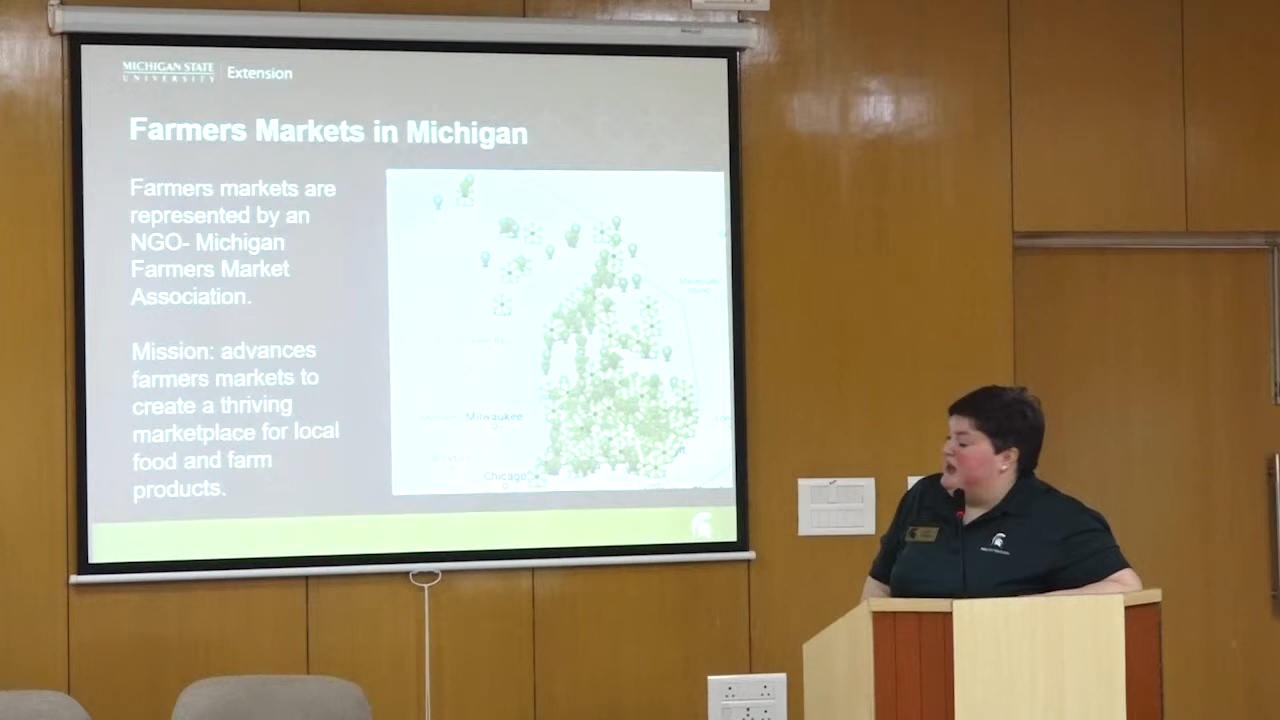 MICHIGAN STATE
UNIVERSITY
Extension
Farmers Markets in Michigan
Farmers markets are
represented by an
NGO- Michigan
Farmers Market
Association.
Mission: advances
farmers markets to
create a thriving
marketplace for local
food and farm
products.
Milwaukee
Chicago